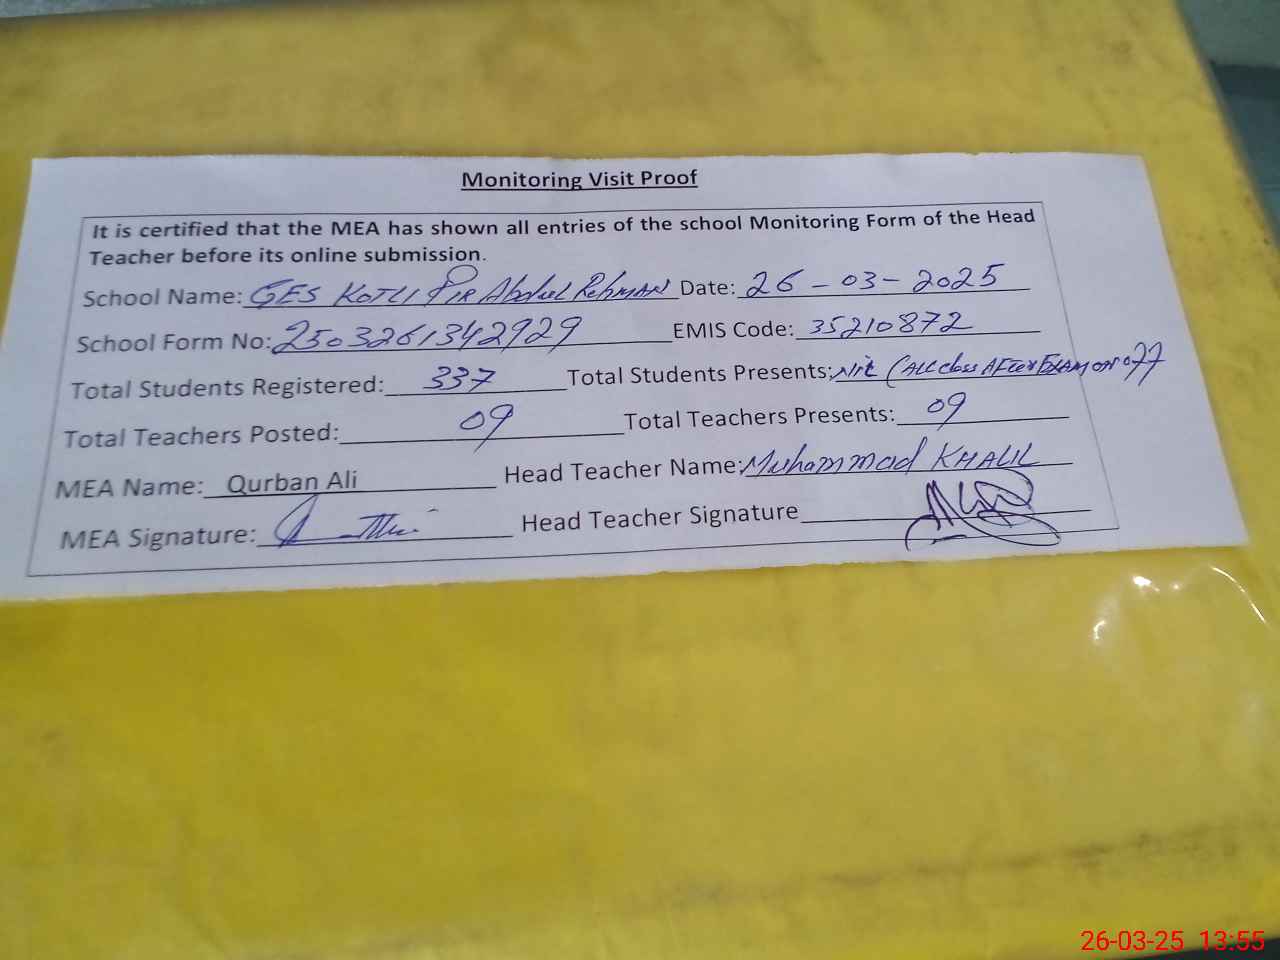 Monitoring Visit Proof
It is certified that the MEA has shown all entries of the school Monitoring Form of the Head
Teacher before its online submission.
School Name: GES KOTLI PIR Abdul Rehman Date: 26-03-2025
School Form No: 2503261342929 EMIS Code: 35210872
Total Students Registered: 337 Total Students Presents: Nil (All class After Exam on off
Total Teachers Posted: 09 Total Teachers Presents: 09
MEA Name: Qurban Ali Head Teacher Name: Muhammad KHALIL
MEA Signature: Head Teacher Signature
26-03-25 13:55